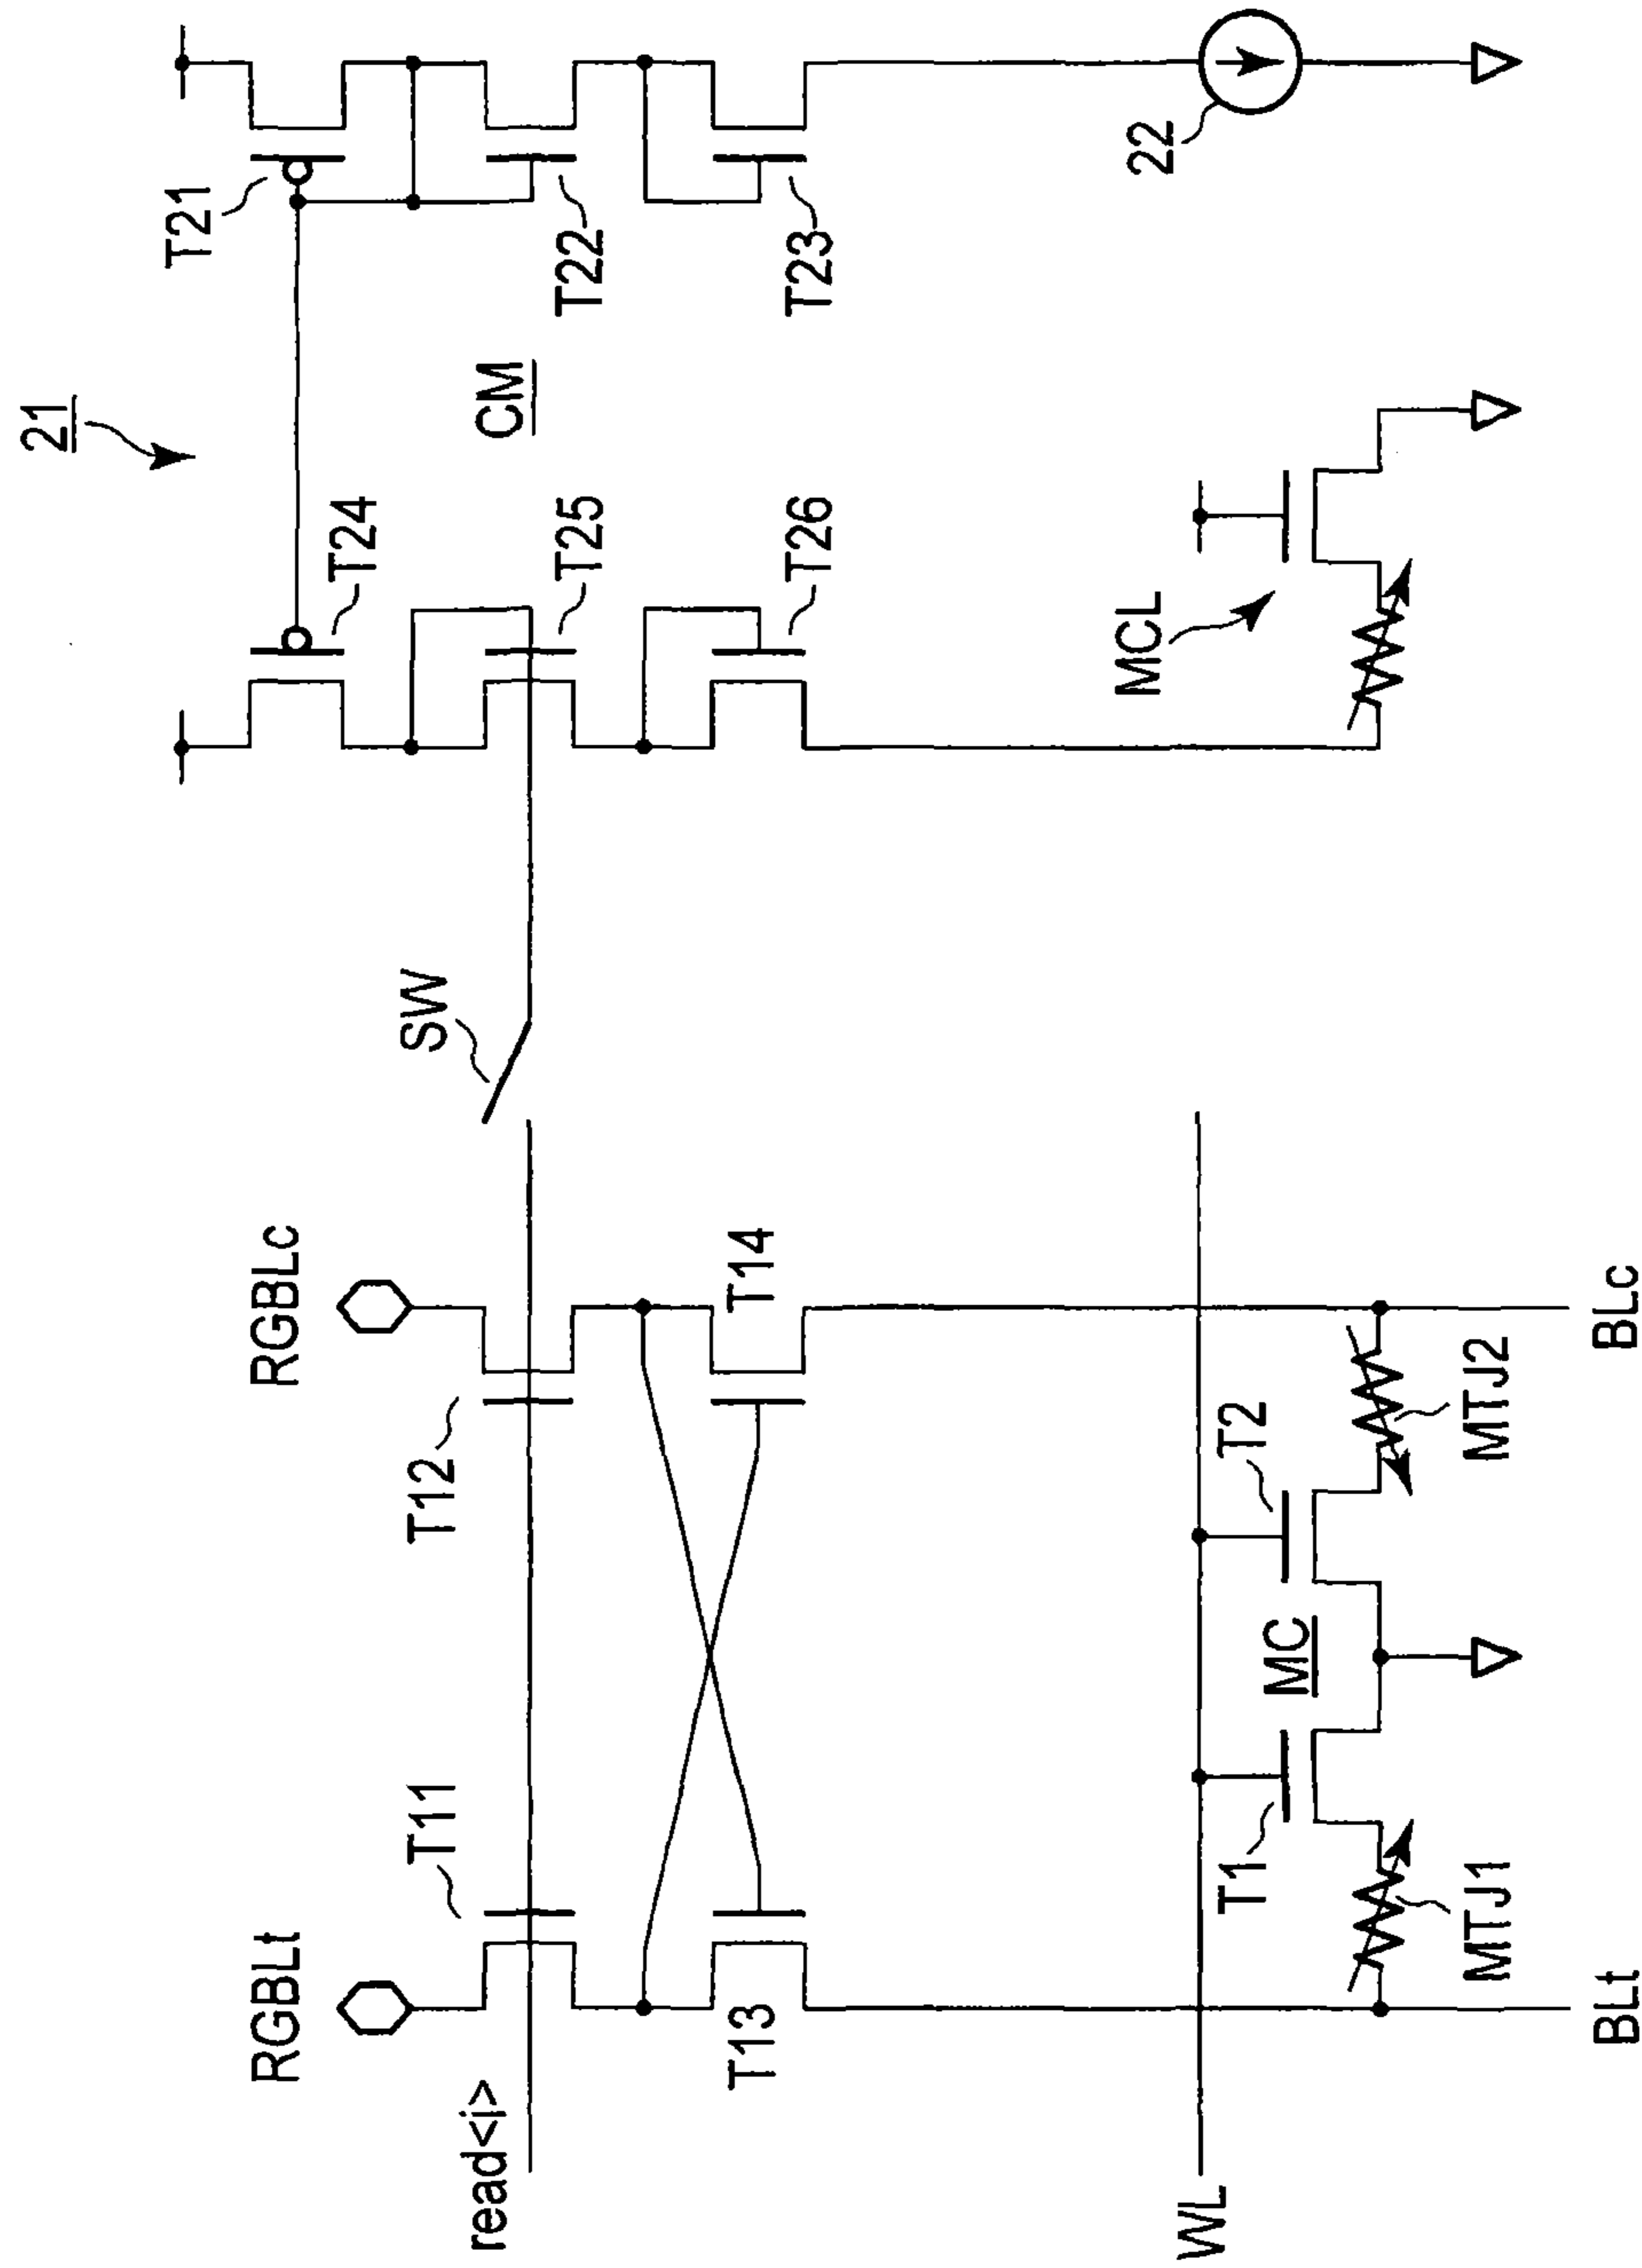 21
RGBLt
RGBLc
T24
T21
read<i>
T11
T12
SW
T25
CM
T22
T13
T14
T26
T23
WL
T1
MC
T2
MCL
22
MTJ1
MTJ2
BLt
BLc